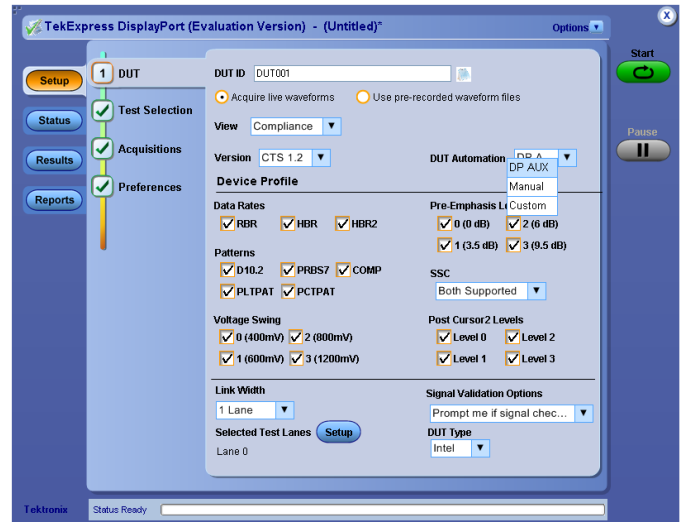 TekExpress DisplayPort (Evaluation Version) - (Untitled)*
Options
Start
Pause
Setup
Status
Results
Reports
1 DUT
Test Selection
Acquisitions
Preferences
DUT ID DUT001
Acquire live waveforms Use pre-recorded waveform files
View Compliance
Version CTS 1.2 DUT Automation
DP AUX
Manual
Custom
Device Profile
Data Rates
RBR HBR HBR2
Pre-Emphasis
0 (0 dB) 2 (6 dB)
1 (3.5 dB) 3 (9.5 dB)
Patterns
D10.2 PRBS7 COMP
PLTPAT PCTPAT
SSC
Both Supported
Voltage Swing
0 (400mV) 2 (800mV)
1 (600mV) 3 (1200mV)
Post Cursor2 Levels
Level 0 Level 2
Level 1 Level 3
Link Width
1 Lane
Signal Validation Options
Prompt me if signal chec...
Selected Test Lanes Setup
Lane 0
DUT Type
Intel
Tektronix Status Ready